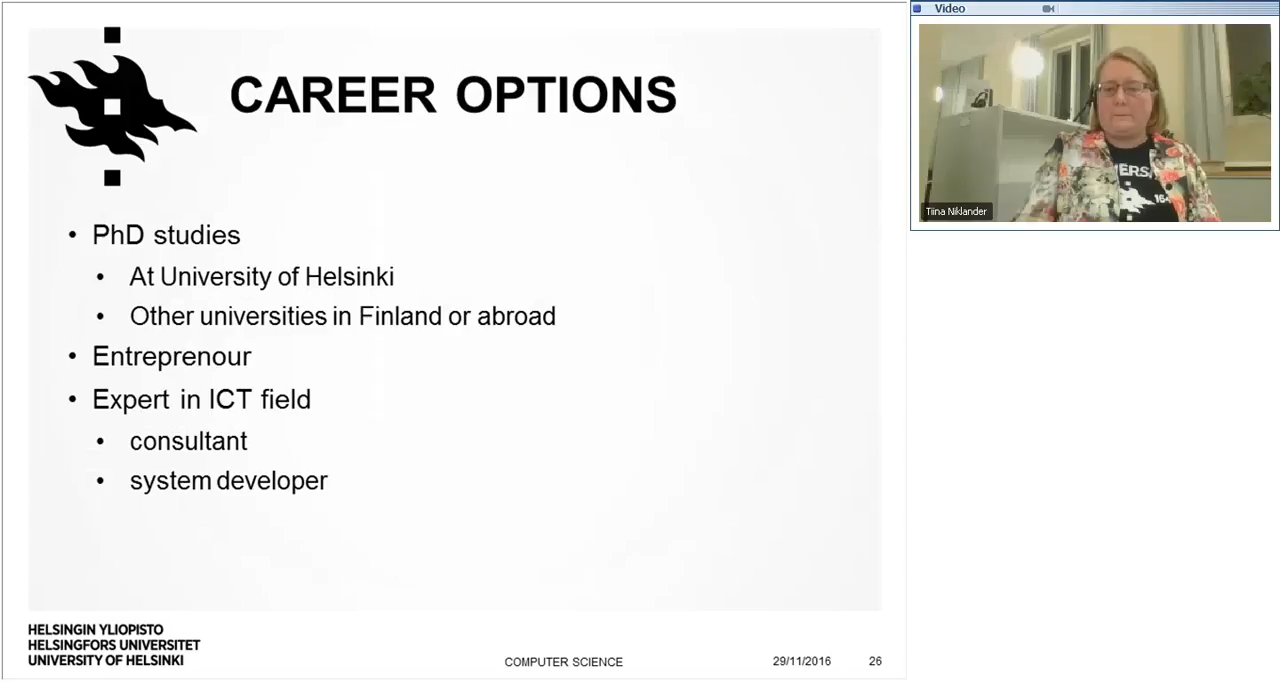 CAREER OPTIONS
• PhD studies
• At University of Helsinki
• Other universities in Finland or abroad
• Entreprenour
• Expert in ICT field
• consultant
• system developer
HELSINGIN YLIOPISTO
HELSINGFORS UNIVERSITET
UNIVERSITY OF HELSINKI
COMPUTER SCIENCE
29/11/2016
26
Video
Tiina Niklander